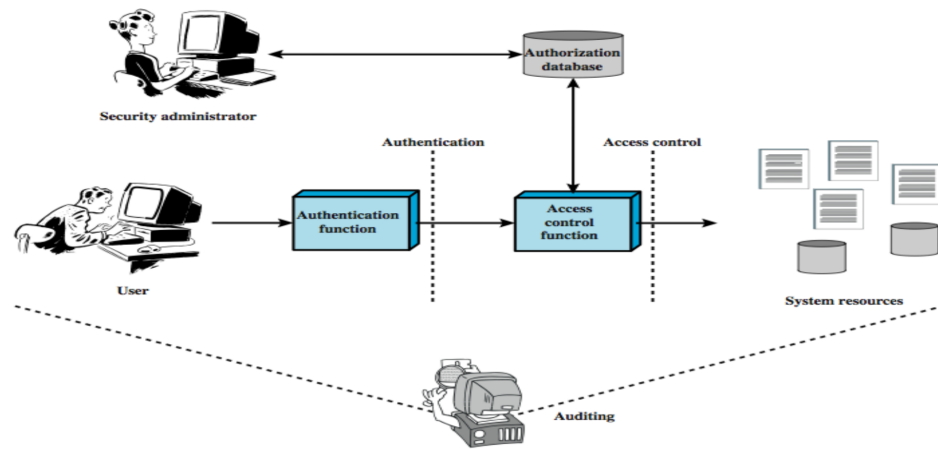 Authorization
database
Security administrator
Authentication
Access control
Authentication
function
Access
control
function
User
System resources
Auditing